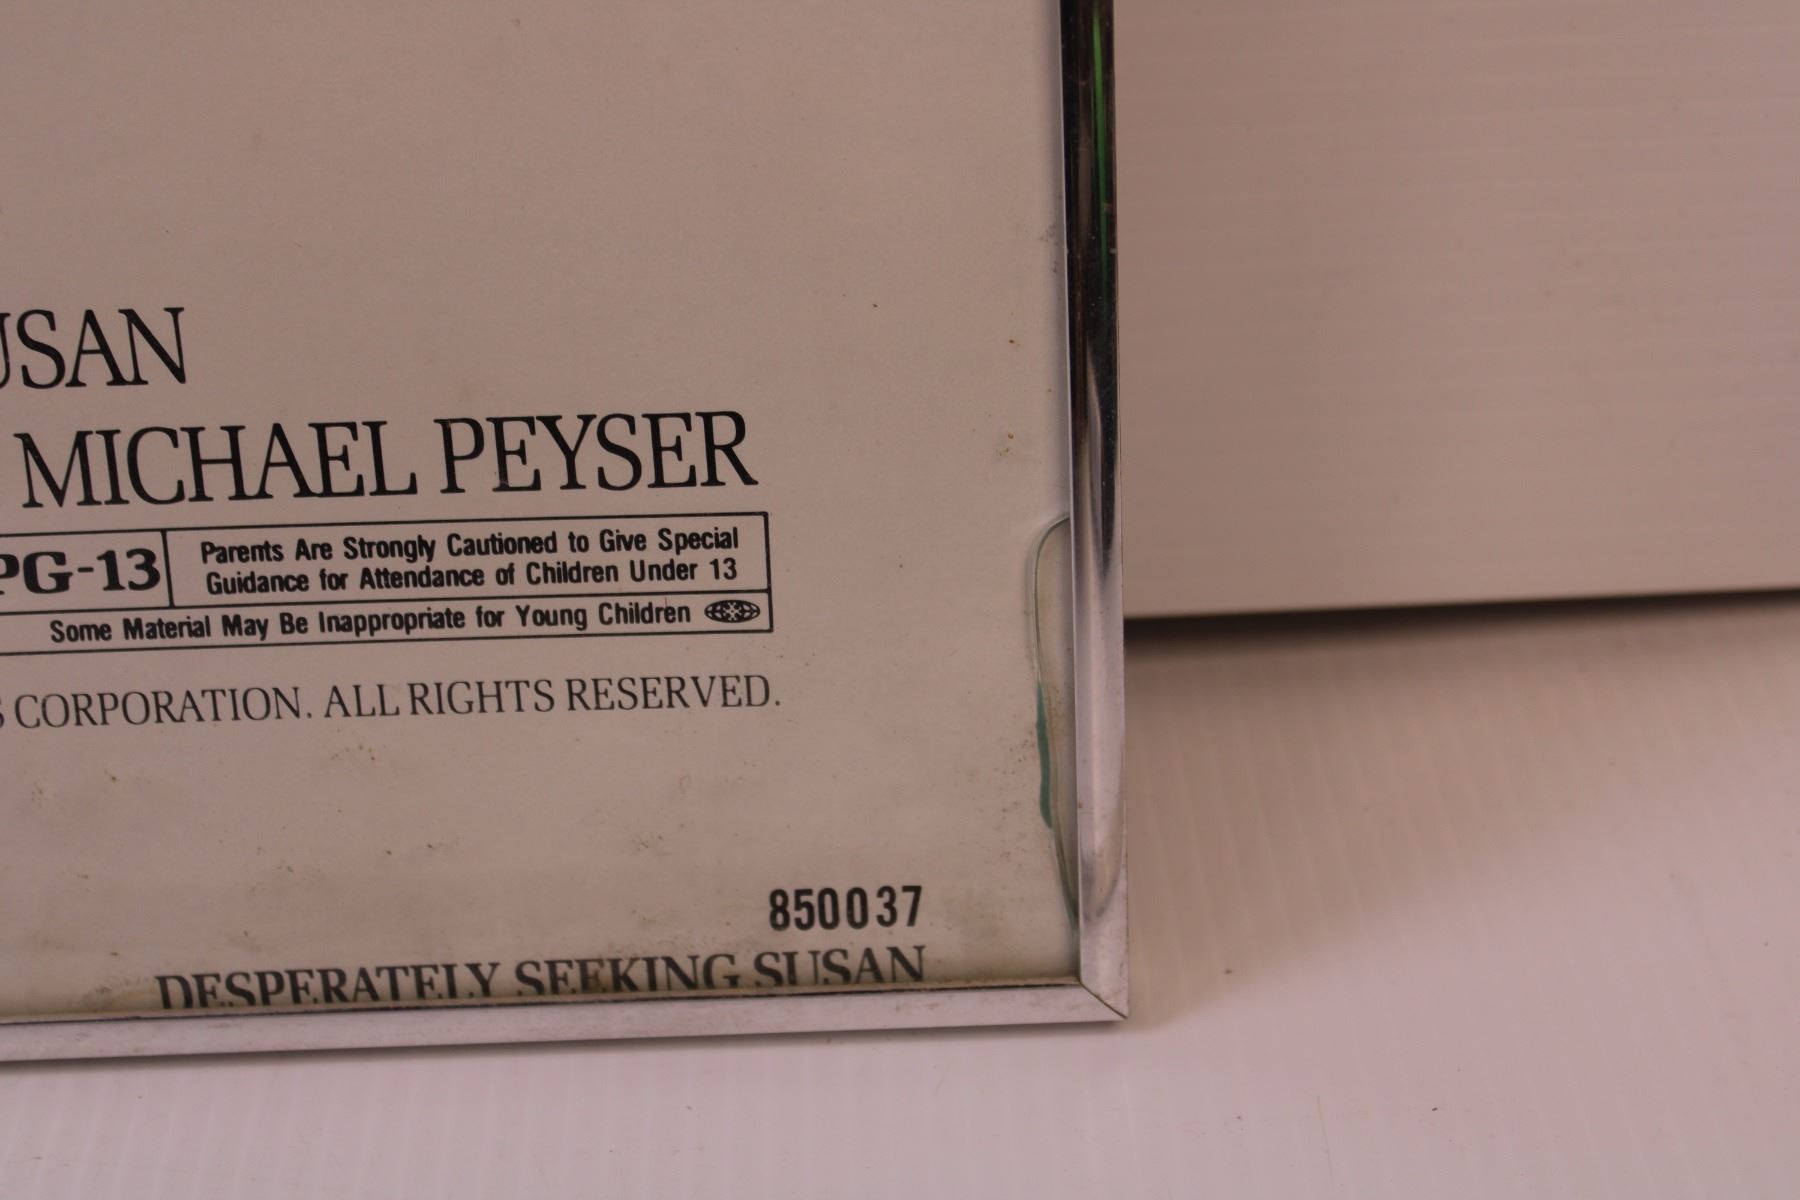 USAN
MICHAEL PEYSER
PG-13
Parents Are Strongly Cautioned to Give Special
Guidance for Attendance of Children Under 13
Some Material May Be Inappropriate for Young Children
S CORPORATION. ALL RIGHTS RESERVED.
850037
DESPERATELY SEEKING SUSAN